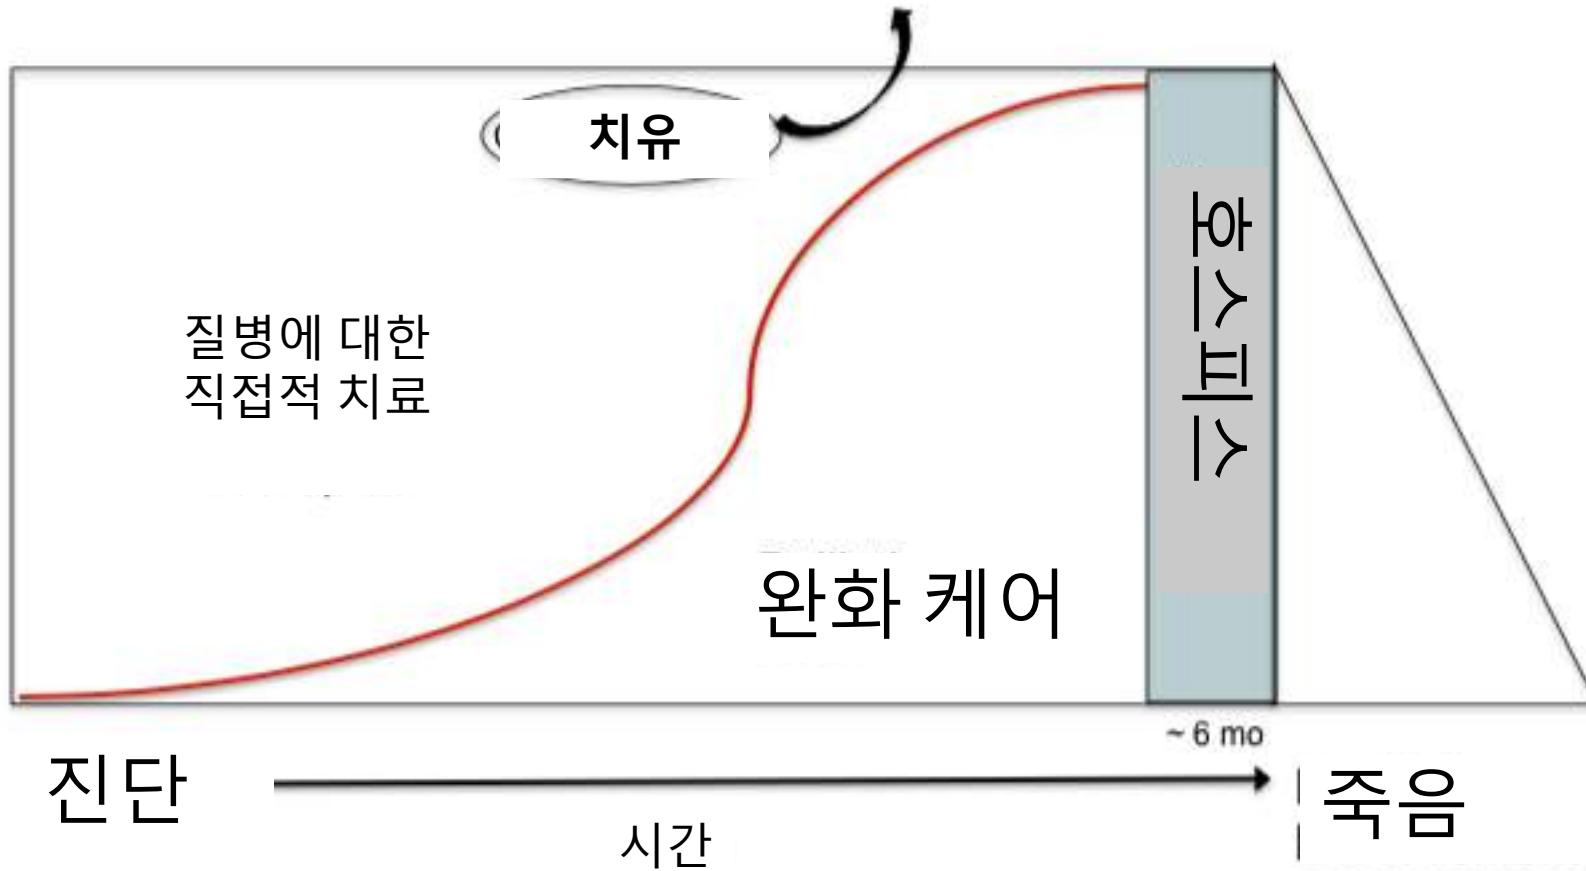 치유
질병에 대한
직접적 치료
호스피스
완화 케어
~ 6 mo
진단
죽음
시간